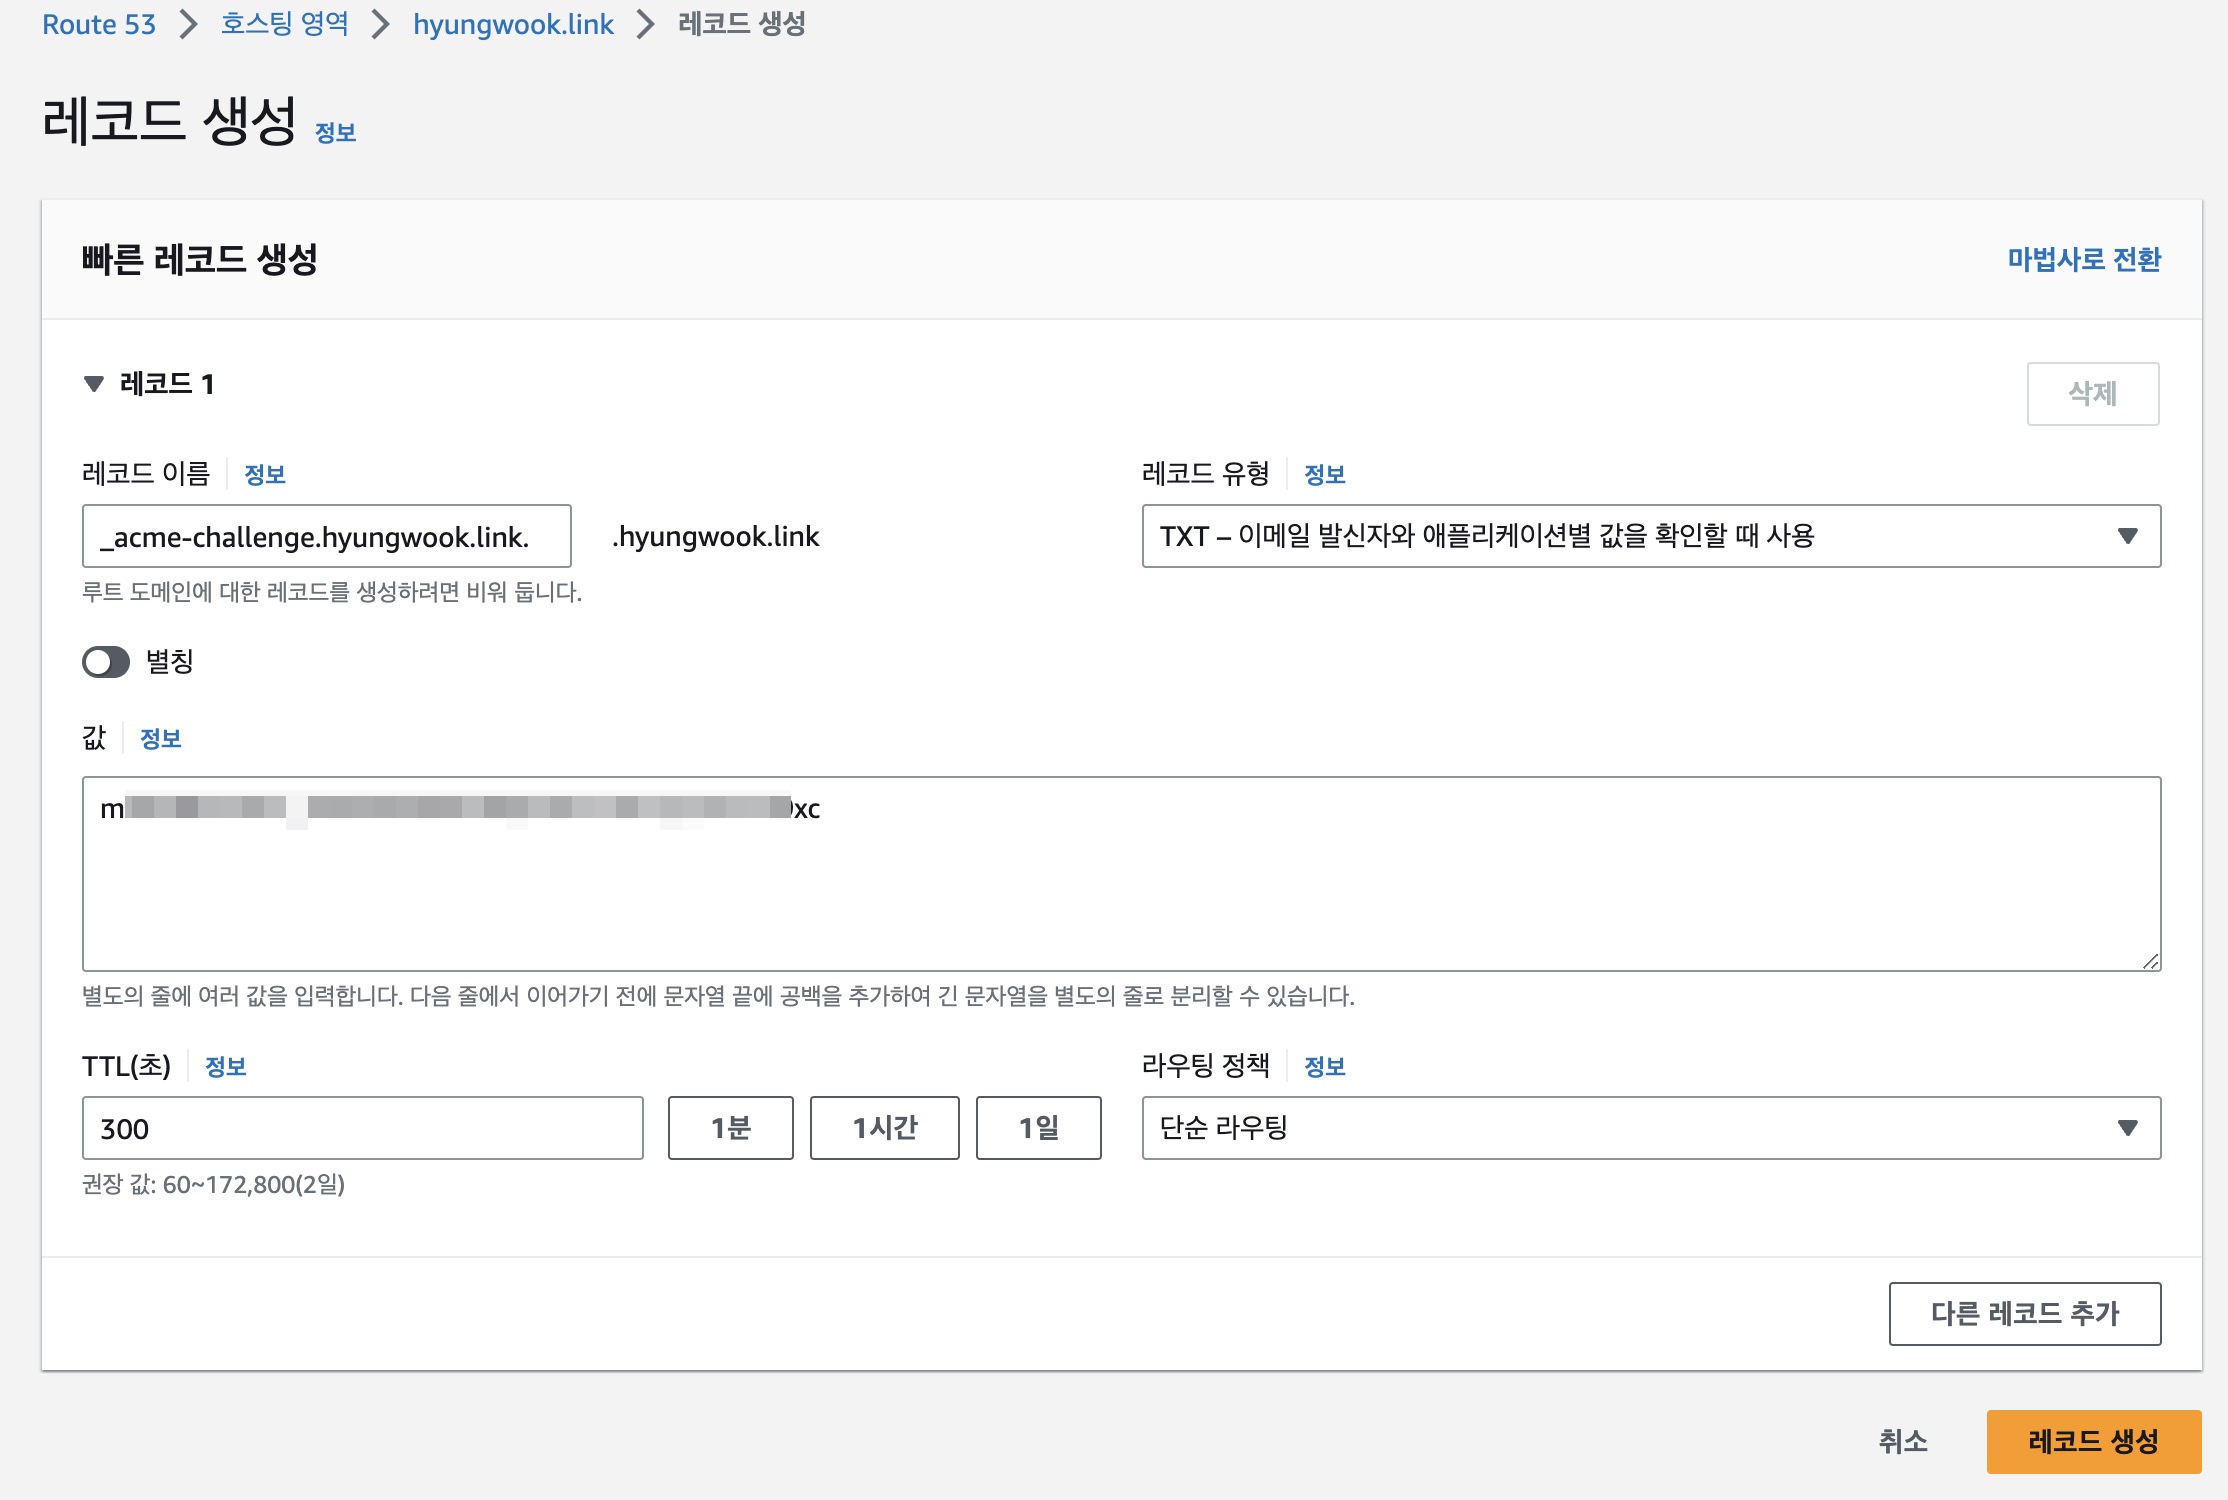 Route 53 > 호스팅 영역 > hyungwook.link > 레코드 생성
레코드 생성 정보
빠른 레코드 생성
마법사로 전환
레코드 1
삭제
레코드 이름 정보
_acme-challenge.hyungwook.link.
.hyungwook.link
루트 도메인에 대한 레코드를 생성하려면 비워 둡니다.
레코드 유형 정보
TXT – 이메일 발신자와 애플리케이션별 값을 확인할 때 사용
별칭
값 정보
m
xc
별도의 줄에 여러 값을 입력합니다. 다음 줄에서 이어가기 전에 문자열 끝에 공백을 추가하여 긴 문자열을 별도의 줄로 분리할 수 있습니다.
TTL(초) 정보
300
1분
1시간
1일
권장 값: 60~172,800(2일)
라우팅 정책 정보
단순 라우팅
다른 레코드 추가
취소
레코드 생성